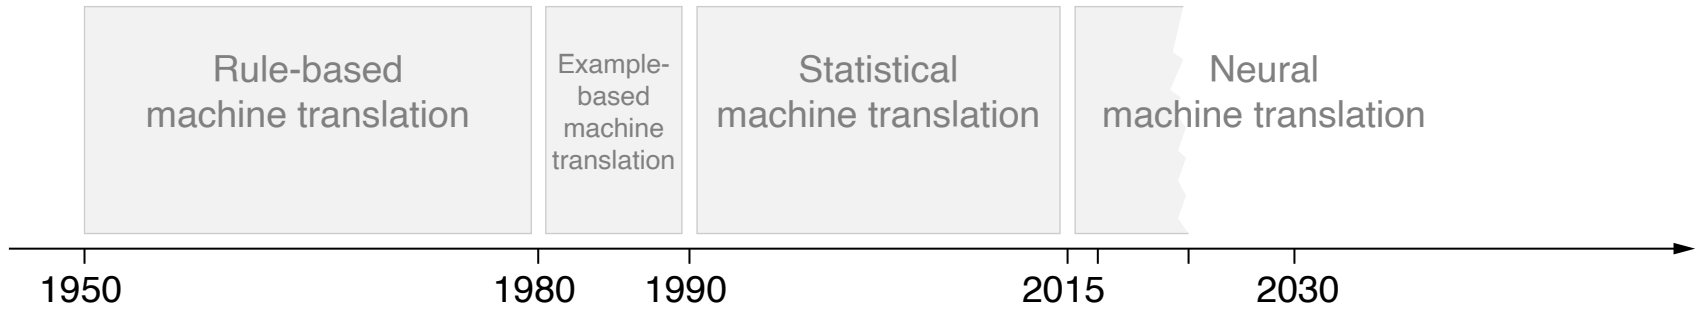 Rule-based
machine translation
Example-
based
machine
translation
Statistical
machine translation
Neural
machine translation
1950
1980
1990
2015
2030